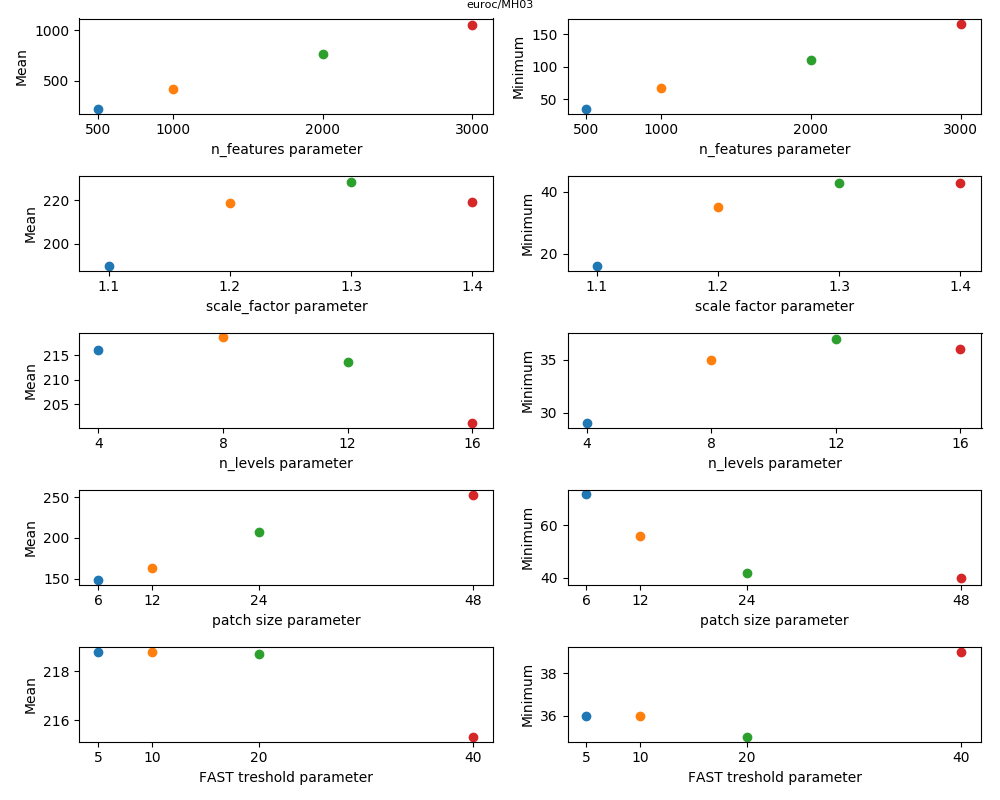 euroc/MH03
1000
500
Mean
500 1000 2000 3000
n_features parameter
150
100
50
Minimum
500 1000 2000 3000
n_features parameter
220
200
Mean
1.1 1.2 1.3 1.4
scale_factor parameter
40
20
Minimum
1.1 1.2 1.3 1.4
scale factor parameter
215
210
205
Mean
4 8 12 16
n_levels parameter
35
30
Minimum
4 8 12 16
n_levels parameter
250
200
150
Mean
6 12 24 48
patch size parameter
60
40
Minimum
6 12 24 48
patch size parameter
218
216
Mean
5 10 20 40
FAST treshold parameter
38
36
Minimum
5 10 20 40
FAST treshold parameter